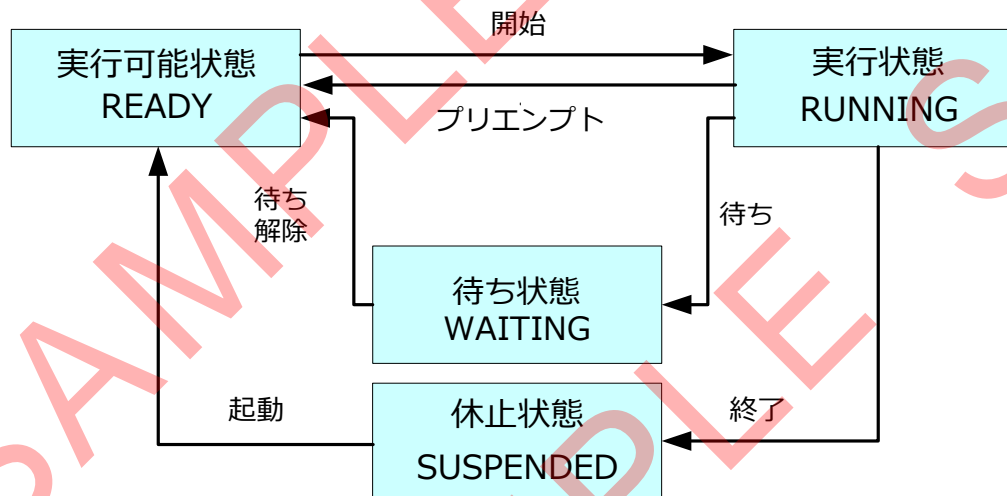 開始
実行可能状態
READY
実行状態
RUNNING
プリエンプト
待ち
解除
待ち
待ち状態
WAITING
起動
休止状態
SUSPENDED
終了
SAMPLE
SAMPLE
S